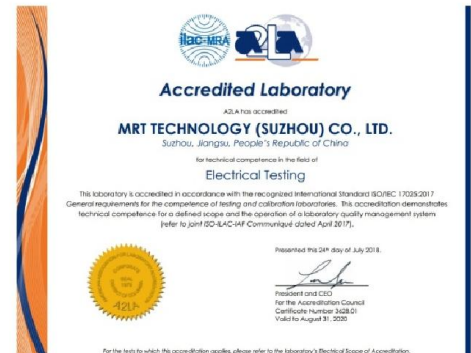 ilac-MRA
A2LA
Accredited Laboratory
A2LA has accredited
MRT TECHNOLOGY (SUZHOU) CO., LTD.
Suzhou, Jiangsu, People's Republic of China
for technical competence in the field of
Electrical Testing
This laboratory is accredited in accordance with the recognized International Standard ISO/IEC 17025:2017
General requirements for the competence of testing and calibration laboratories. This accreditation demonstrates
technical competence for a defined scope and the operation of a laboratory quality management system
(refer to joint ISO-ILAC-IAF Communiqué dated April 2017).
Presented this 24th day of July 2018.
President and CEO
For the Accreditation Council
Certificate Number 3628.01
Valid to August 31, 2020
A2LA
For the tests to which this accreditation applies, please refer to the laboratory's Electrical Scope of Accreditation.